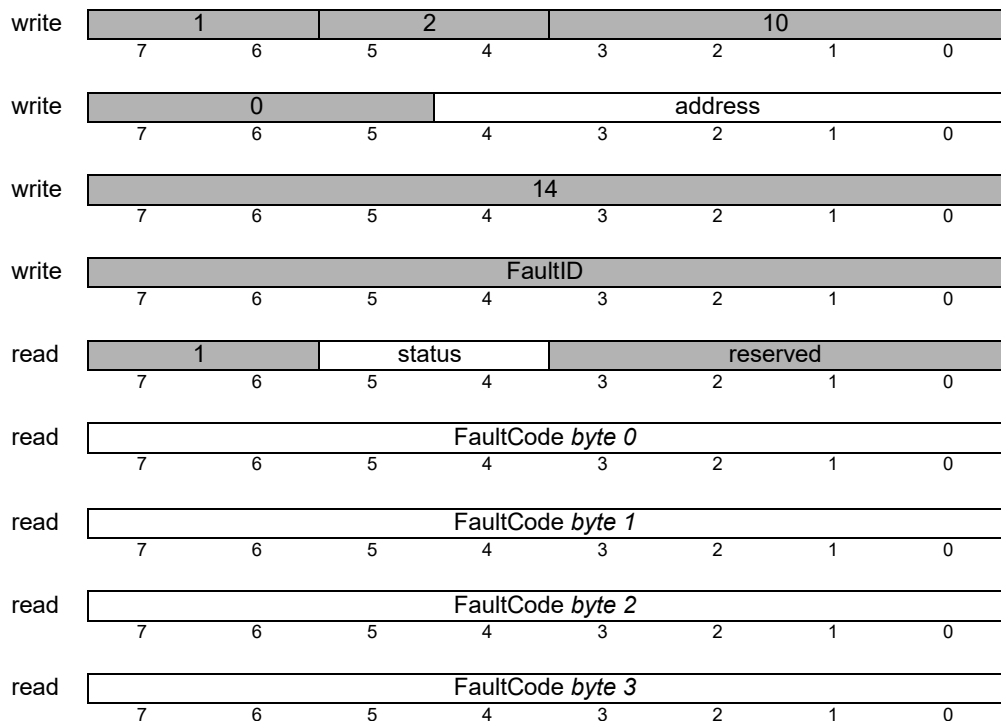 write 1 2 10
7 6 5 4 3 2 1 0
write 0 address
7 6 5 4 3 2 1 0
write 14
7 6 5 4 3 2 1 0
write FaultID
7 6 5 4 3 2 1 0
read 1 status reserved
7 6 5 4 3 2 1 0
read FaultCode byte 0
7 6 5 4 3 2 1 0
read FaultCode byte 1
7 6 5 4 3 2 1 0
read FaultCode byte 2
7 6 5 4 3 2 1 0
read FaultCode byte 3
7 6 5 4 3 2 1 0